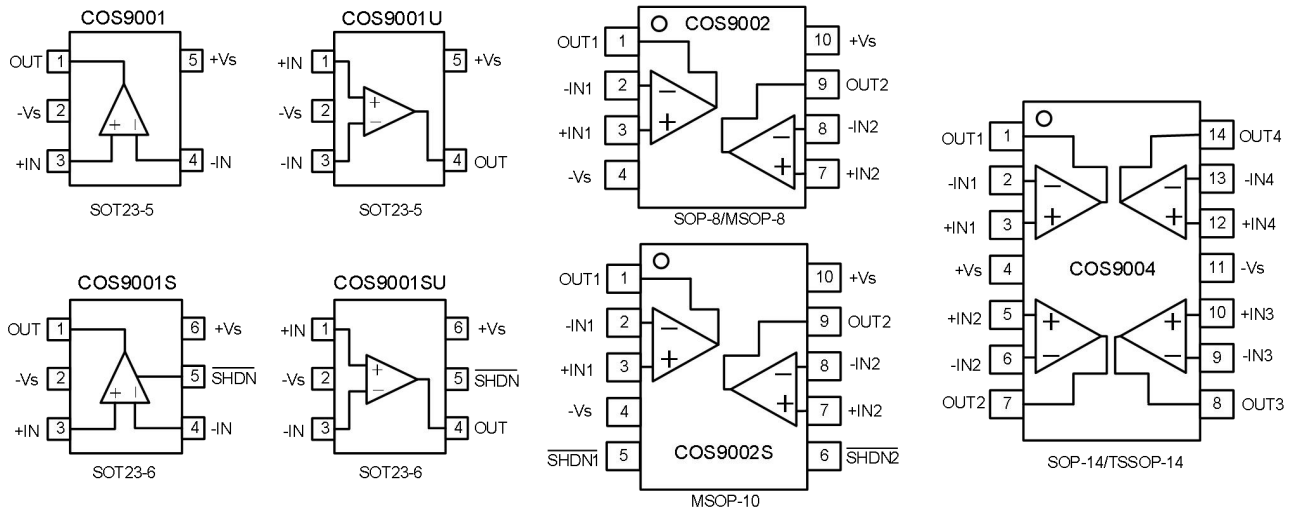 COS9001
OUT 1 5 +Vs
-Vs 2
+ −
+IN 3 4 -IN
SOT23-5
COS9001U
+IN 1 5 +Vs
+
-Vs 2
−
-IN 3 4 OUT
SOT23-5
COS9002
OUT1 1 10 +Vs
-IN1 2 − 9 OUT2
+IN1 3 + − 8 -IN2
-Vs 4 + 7 +IN2
SOP-8/MSOP-8
COS9001S
OUT 1 6 +Vs
-Vs 2 5 SHDN
+ −
+IN 3 4 -IN
SOT23-6
COS9001SU
+IN 1 6 +Vs
+
-Vs 2 5 SHDN
−
-IN 3 4 OUT
SOT23-6
OUT1 1 10 +Vs
-IN1 2 − 9 OUT2
+IN1 3 + − 8 -IN2
-Vs 4 + 7 +IN2
COS9002S
SHDN1 5 6 SHDN2
MSOP-10
OUT1 1 14 OUT4
-IN1 2 − − 13 -IN4
+IN1 3 + + 12 +IN4
+Vs 4 COS9004 11 -Vs
+IN2 5 + + 10 +IN3
-IN2 6 − − 9 -IN3
OUT2 7 8 OUT3
SOP-14/TSSOP-14